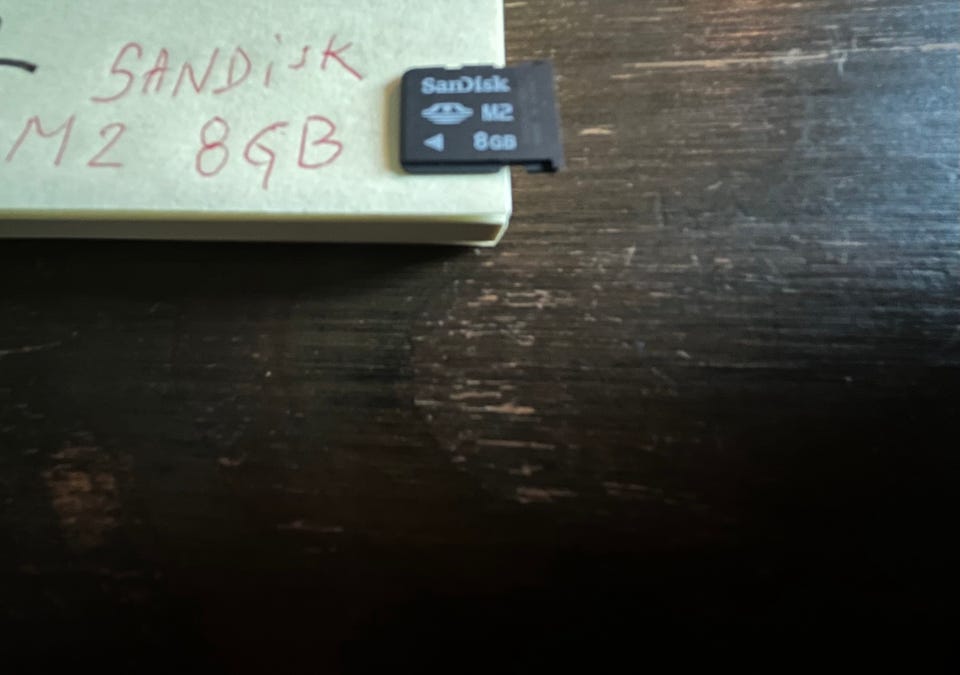 SANDisK
M2 8GB
SanDisk
M2
8GB